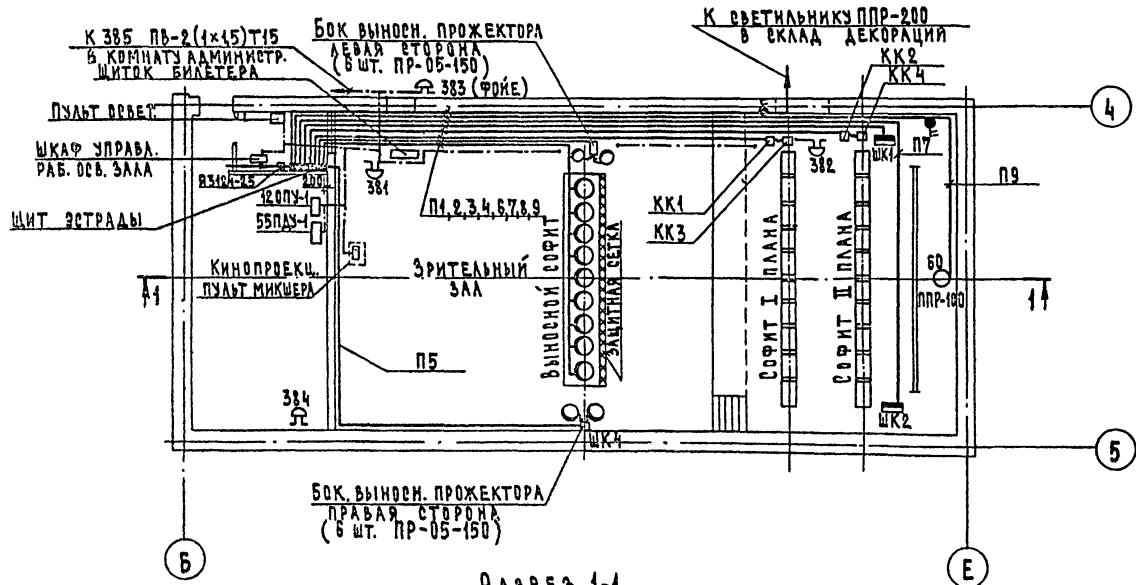 К 385 ПВ-2(1×1,5)Т15
В КОМНАТУ АДМИНИСТР.
ЩИТОК БИЛЕТЕРА
БОК ВЫНОСН. ПРОЖЕКТОРА
ЛЕВАЯ СТОРОНА
(6 ШТ. ПР-05-150)
К СВЕТИЛЬНИКУ ППР-200
В СКЛАД ДЕКОРАЦИЙ
КК2
КК4
383 (ФОЙЕ)
4
ПУЛЬТ ОСВЕТ.
ШКАФ УПРАВЛ.
РАБ. ОСВ. ЗАЛА
ЯЗ124-25
200
120ПУ-1
55ПДУ-1
ЩИТ ЭСТРАДЫ
381
П1,2,3,4,6,7,8,9
КК1
КК3
382
ШК1
П7
П9
КИНОПРОЕКЦ.
ПУЛЬТ МИКШЕРА
ЗРИТЕЛЬНЫЙ
ЗАЛ
ВЫНОСНОЙ СОФИТ
ЗАЩИТНАЯ СЕТКА
СОФИТ I ПЛАНА
СОФИТ II ПЛАНА
60
ППР-100
1
1
П5
384
ШК4
ШК2
5
БОК. ВЫНОСН. ПРОЖЕКТОРА
ПРАВАЯ СТОРОНА
(6 ШТ. ПР-05-150)
Б
Е
РАЗРЕЗ 1-1